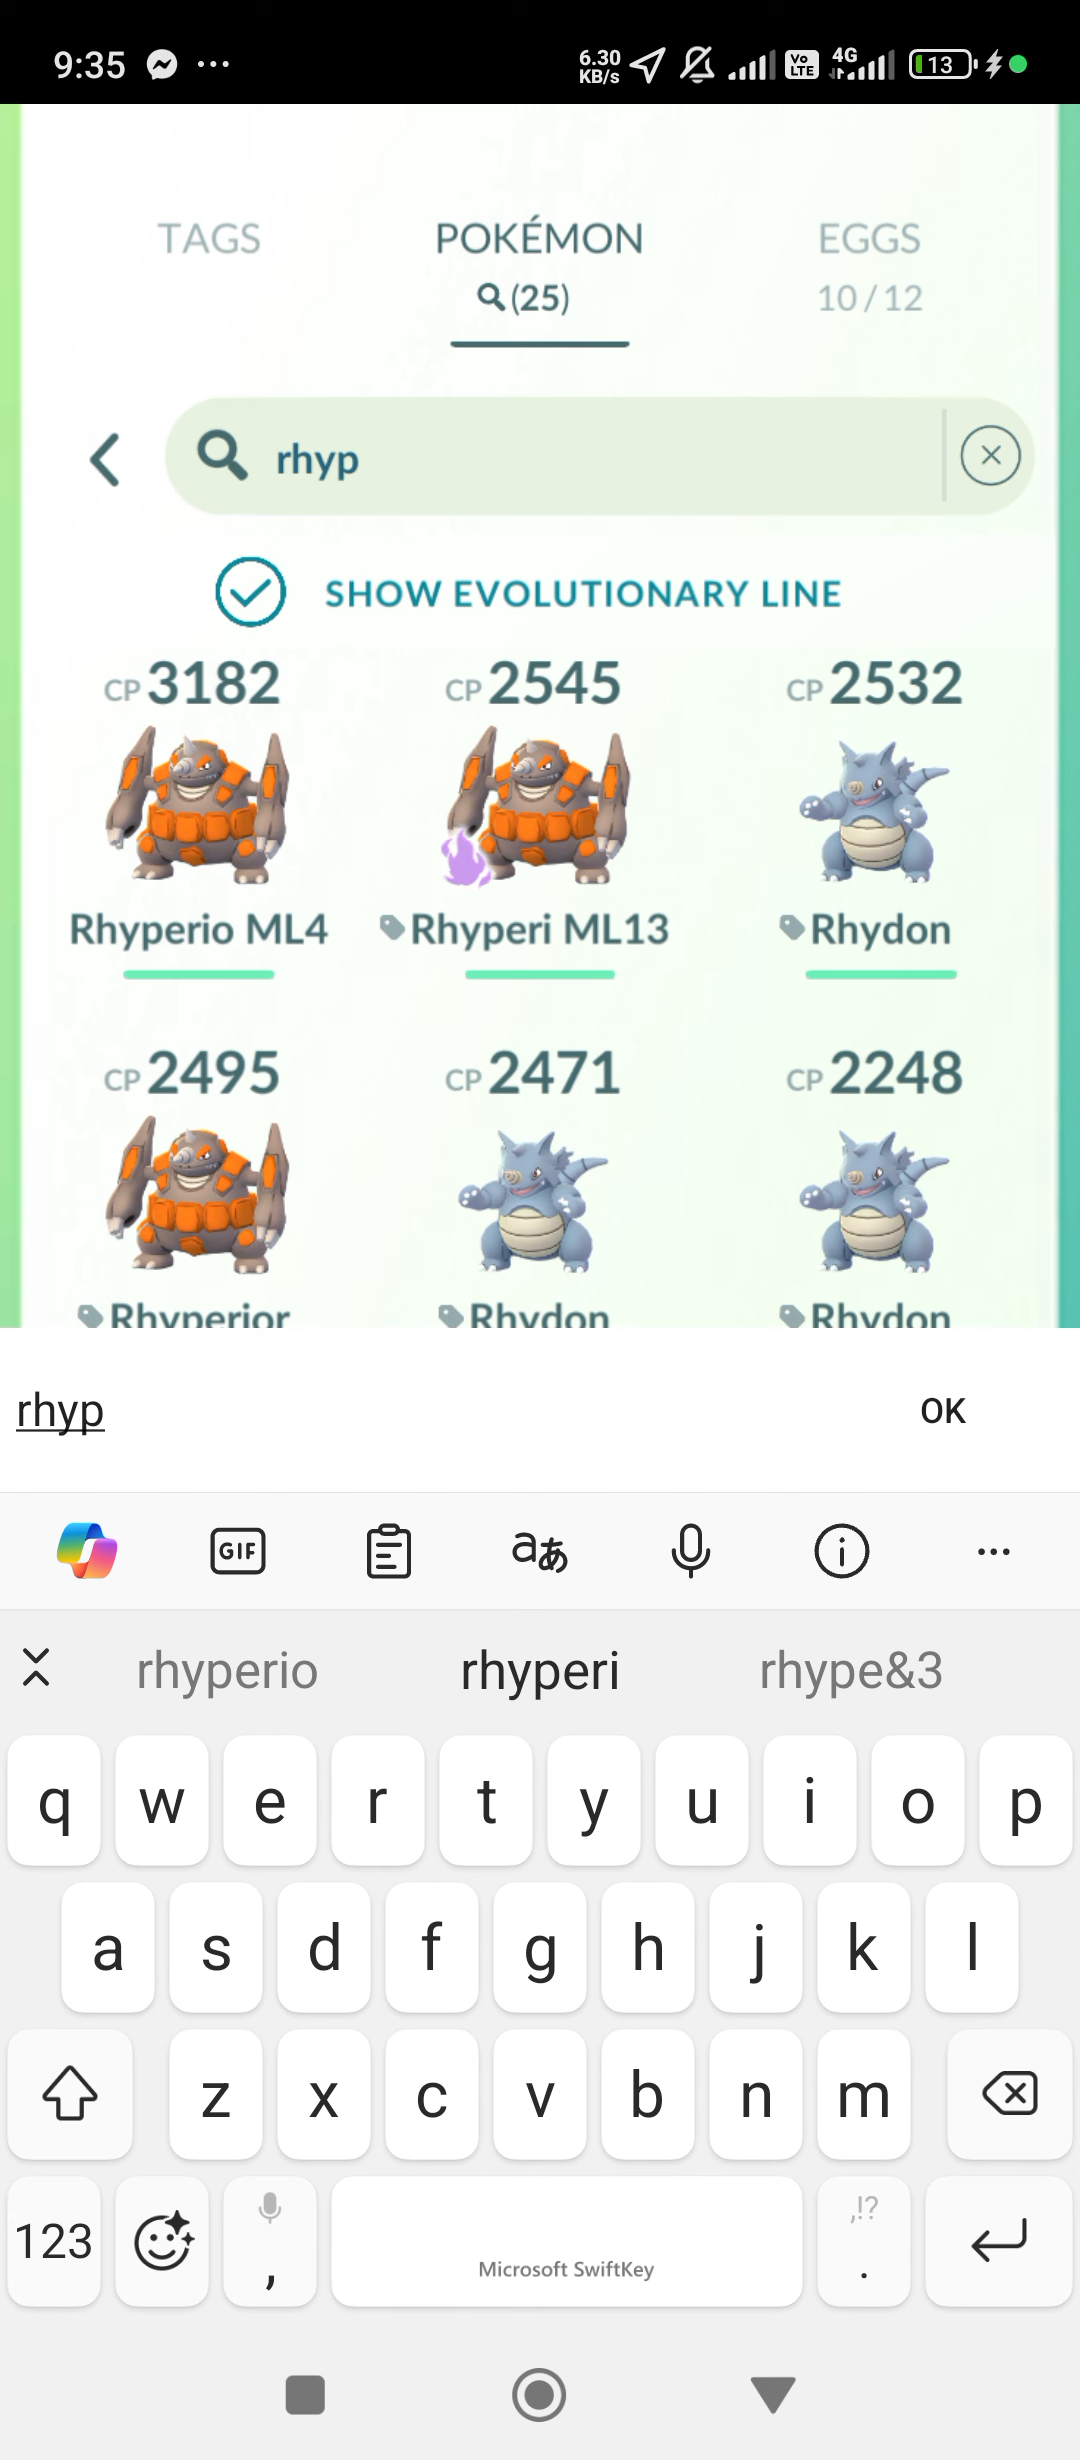 9:35 ... 6.30 KB/s Vo LTE 4G 13
TAGS POKÉMON EGGS
(25) 10 / 12
rhyp
SHOW EVOLUTIONARY LINE
CP 3182 CP 2545 CP 2532
Rhyperio ML4 Rhyperi ML13 Rhydon
CP 2495 CP 2471 CP 2248
Rhyperior Rhydon Rhydon
rhyp OK
GIF aあ ...
rhyperio rhyperi rhype&3
q w e r t y u i o p
a s d f g h j k l
z x c v b n m
123 , Microsoft SwiftKey ,!? .